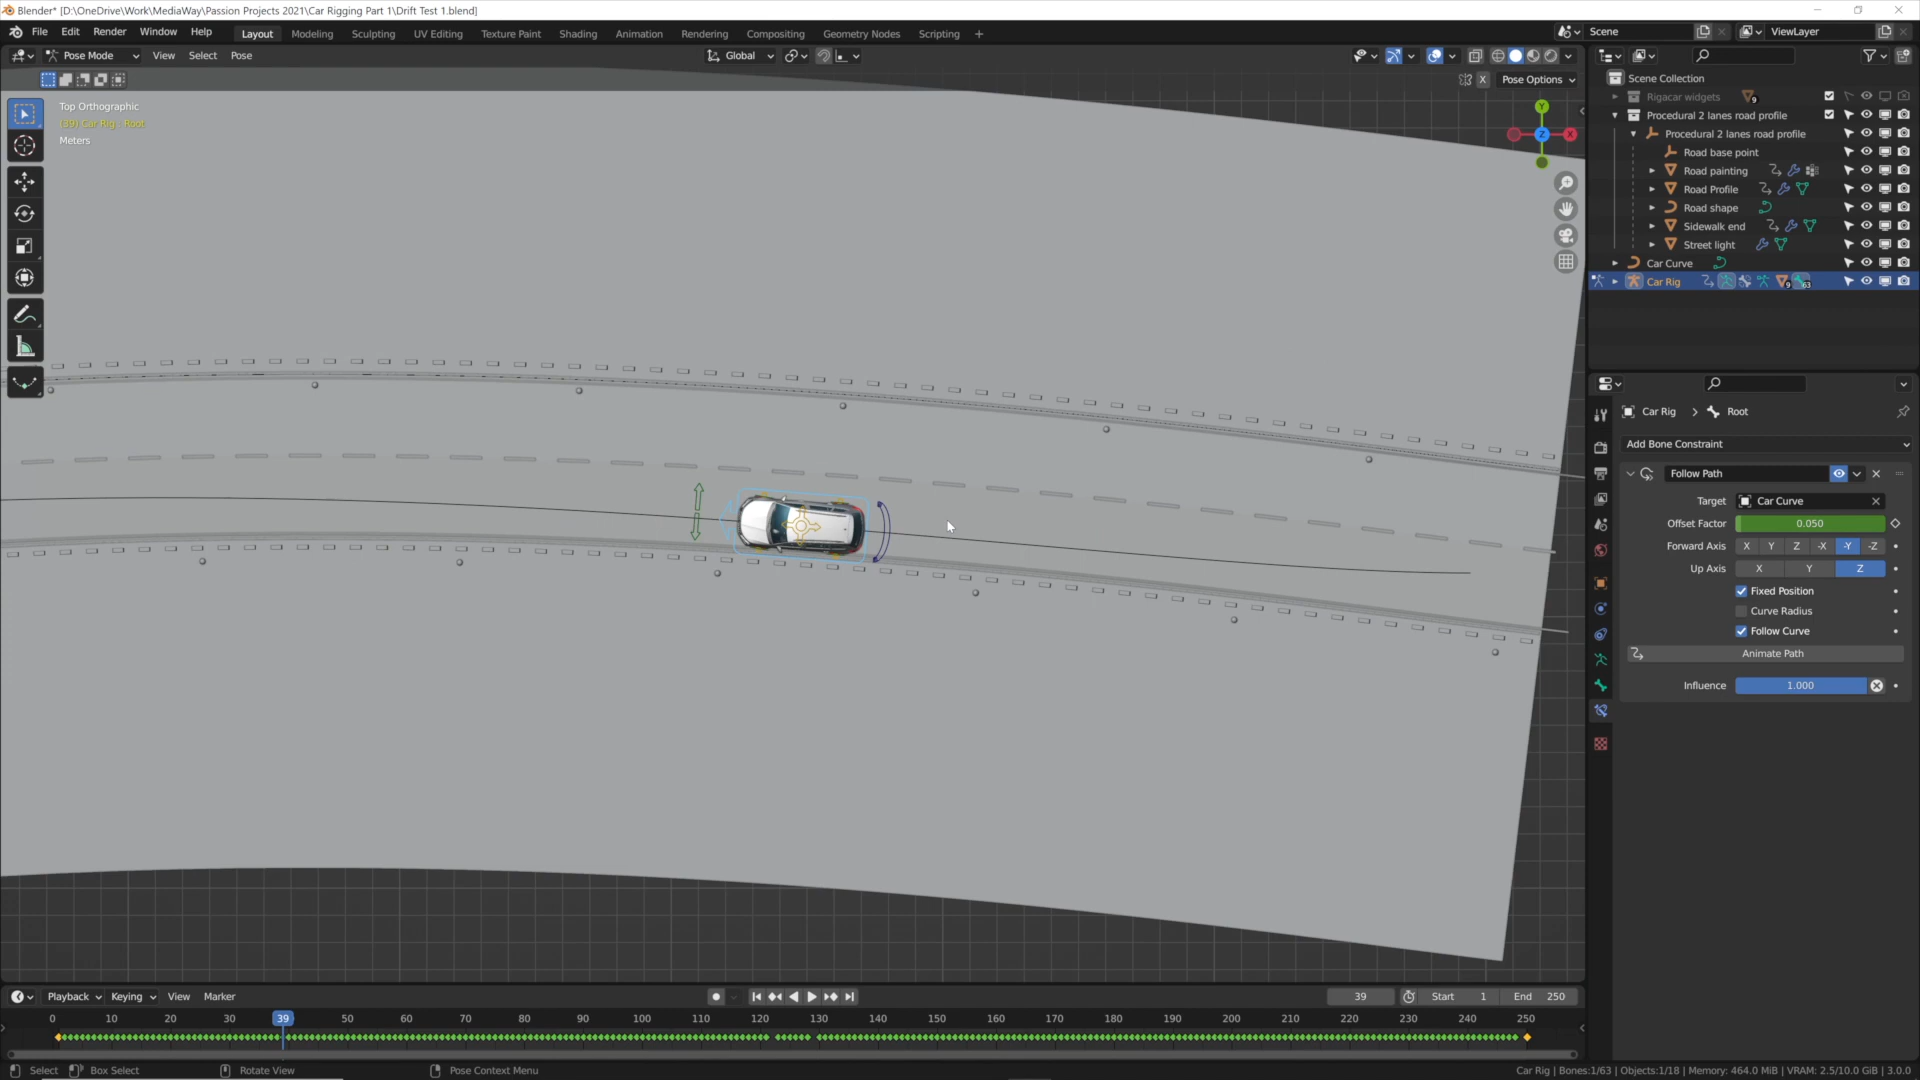 Blender* [D:\OneDrive\Work\MediaWay\Passion Projects 2021\Car Rigging Part 1\Drift Test 1.blend]
File Edit Render Window Help Layout Modeling Sculpting UV Editing Texture Paint Shading Animation Rendering Compositing Geometry Nodes Scripting + Scene ViewLayer
Pose Mode View Select Pose Global
X Pose Options
Top Orthographic
(39) Car Rig : Root
Meters
Y
Z X
Scene Collection
Rigacar widgets 9
Procedural 2 lanes road profile
Procedural 2 lanes road profile
Road base point
Road painting
Road Profile
Road shape
Sidewalk end
Street light
Car Curve
Car Rig 9 63
Car Rig > Root
Add Bone Constraint
Follow Path
Target Car Curve
Offset Factor 0.050
Forward Axis X Y Z -X -Y -Z
Up Axis X Y Z
Fixed Position
Curve Radius
Follow Curve
Animate Path
Influence 1.000
Playback Keying View Marker 39 Start 1 End 250
0 10 20 30 39 50 60 70 80 90 100 110 120 130 140 150 160 170 180 190 200 210 220 230 240 250
Select Box Select Rotate View Pose Context Menu Car Rig | Bones:1/63 | Objects:1/18 | Memory: 464.0 MiB | VRAM: 2.5/10.0 GiB | 3.0.0